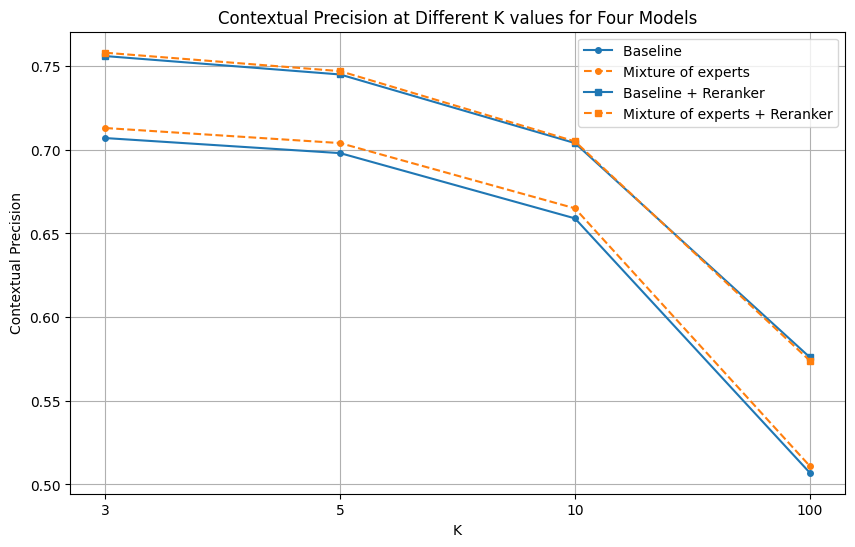 Contextual Precision at Different K values for Four Models
Baseline
Mixture of experts
Baseline + Reranker
Mixture of experts + Reranker
Contextual Precision
0.75
0.70
0.65
0.60
0.55
0.50
3 5 10 100
K